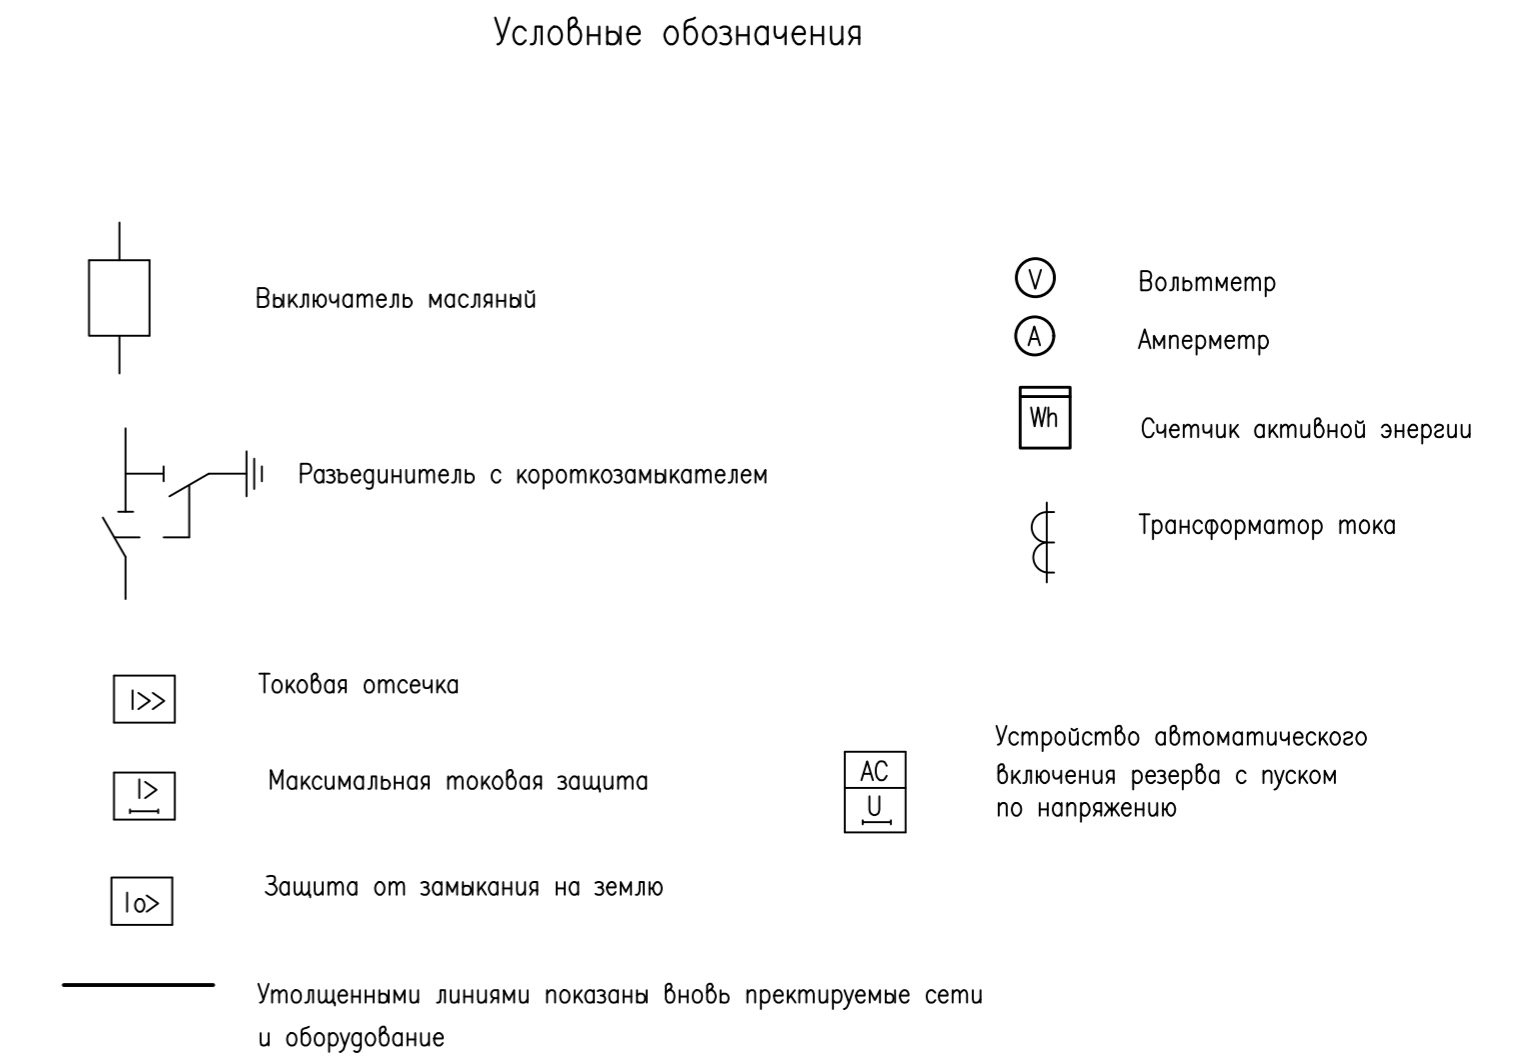 Условные обозначения
Выключатель масляный
Разъединитель с короткозамыкателем
I>>
Токовая отсечка
I>
Максимальная токовая защита
Io>
Защита от замыкания на землю
Утолщенными линиями показаны вновь пректируемые сети
и оборудование
V
Вольтметр
A
Амперметр
Wh
Счетчик активной энергии
Трансформатор тока
AC
U
Устройство автоматического
включения резерва с пуском
по напряжению